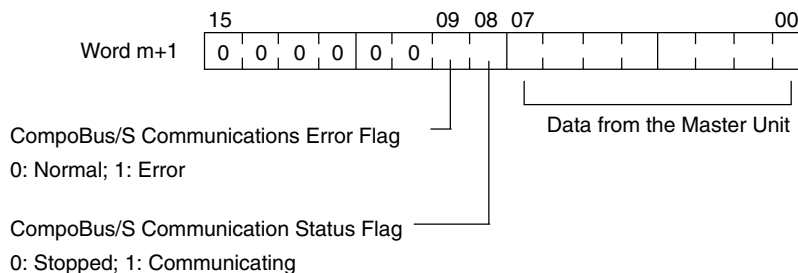 15 09 08 07 00
Word m+1 0 0 0 0 0 0
CompoBus/S Communications Error Flag
0: Normal; 1: Error
Data from the Master Unit
CompoBus/S Communication Status Flag
0: Stopped; 1: Communicating